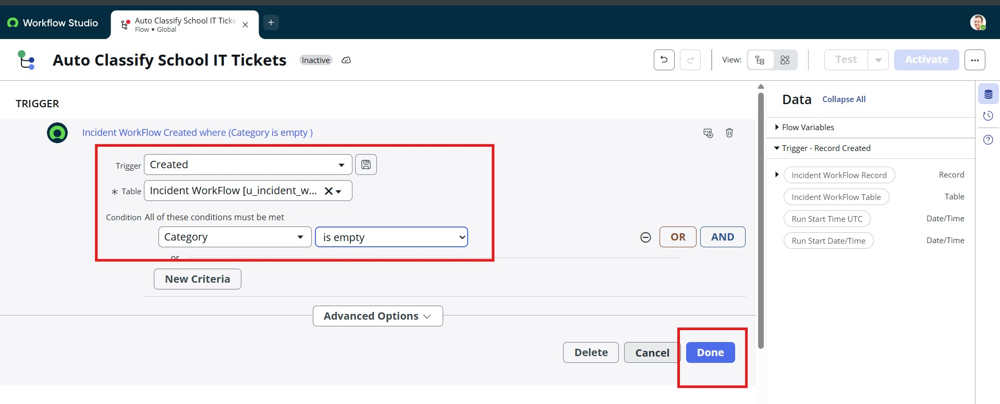 Workflow Studio
Auto Classify School IT Ticke
Flow • Global
Auto Classify School IT Tickets
Inactive
View:
Test
Activate
TRIGGER
Incident WorkFlow Created where (Category is empty )
Trigger
Created
* Table
Incident WorkFlow [u_incident_w...
Condition All of these conditions must be met
Category
is empty
OR
AND
or
New Criteria
Advanced Options
Delete
Cancel
Done
Data
Collapse All
Flow Variables
Trigger - Record Created
Incident WorkFlow Record
Record
Incident WorkFlow Table
Table
Run Start Time UTC
Date/Time
Run Start Date/Time
Date/Time